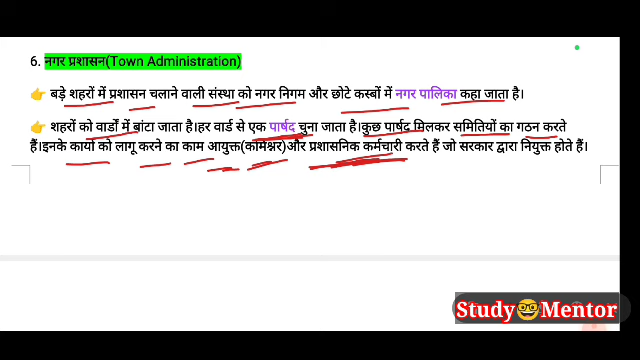 6. नगर प्रशासन(Town Administration)
👉 बड़े शहरों में प्रशासन चलाने वाली संस्था को नगर निगम और छोटे कस्बों में नगर पालिका कहा जाता है।
👉 शहरों को वार्डों में बांटा जाता है।हर वार्ड से एक पार्षद चुना जाता है।कुछ पार्षद मिलकर समितियों का गठन करते
हैं।इनके कार्यों को लागू करने का काम आयुक्त(कमिश्नर)और प्रशासनिक कर्मचारी करते हैं जो सरकार द्वारा नियुक्त होते हैं।
Study🤓Mentor